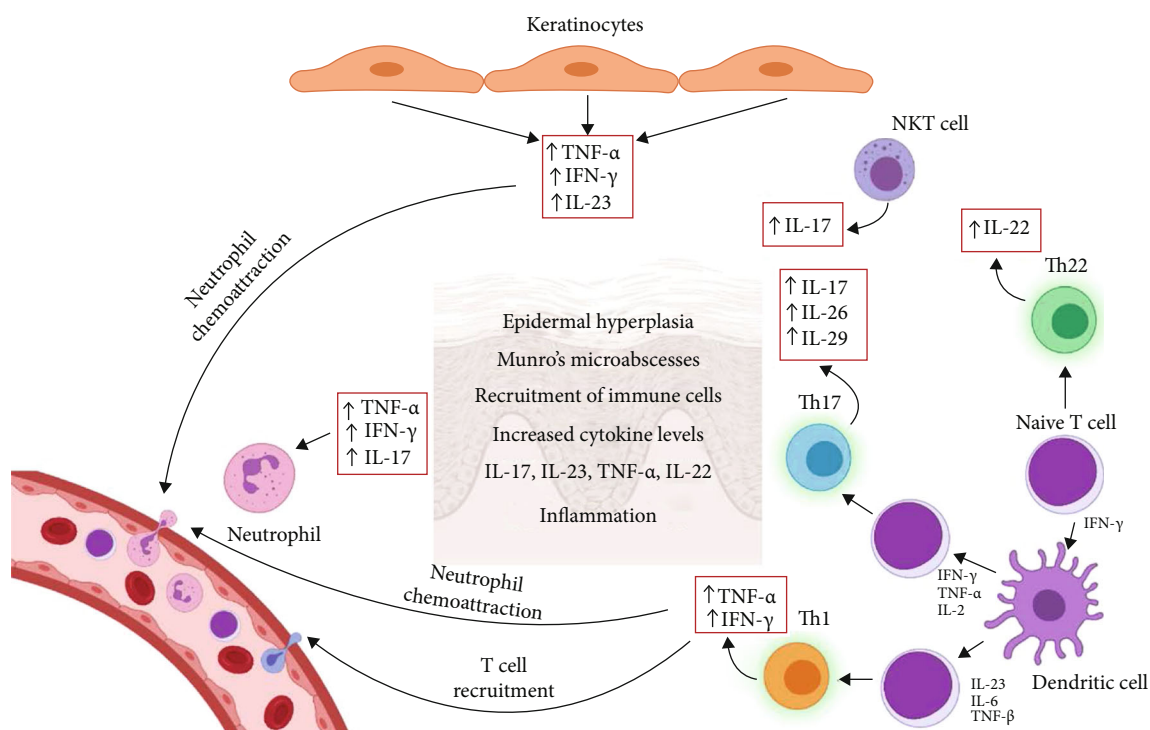 Keratinocytes
↑ TNF-α
↑ IFN-γ
↑ IL-23
NKT cell
↑ IL-17
↑ IL-22
Th22
Neutrophil
chemoattraction
↑ IL-17
↑ IL-26
↑ IL-29
Th17
Epidermal hyperplasia
Munro's microabscesses
Recruitment of immune cells
Increased cytokine levels
IL-17, IL-23, TNF-α, IL-22
Inflammation
↑ TNF-α
↑ IFN-γ
↑ IL-17
Neutrophil
Naive T cell
IFN-γ
IFN-γ
TNF-α
IL-2
Dendritic cell
IL-23
IL-6
TNF-β
Th1
↑ TNF-α
↑ IFN-γ
Neutrophil
chemoattraction
T cell
recruitment